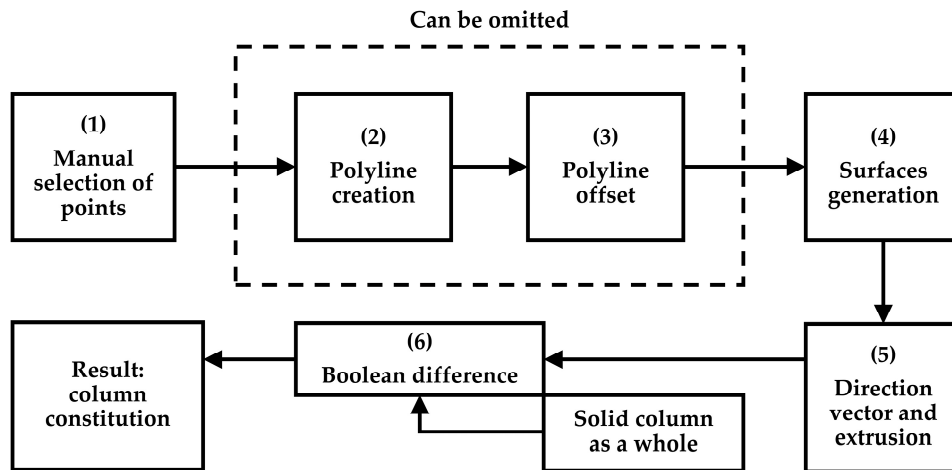 Can be omitted
(1)
Manual
selection of
points
(2)
Polyline
creation
(3)
Polyline
offset
(4)
Surfaces
generation
(5)
Direction
vector and
extrusion
(6)
Boolean difference
Solid column
as a whole
Result:
column
constitution